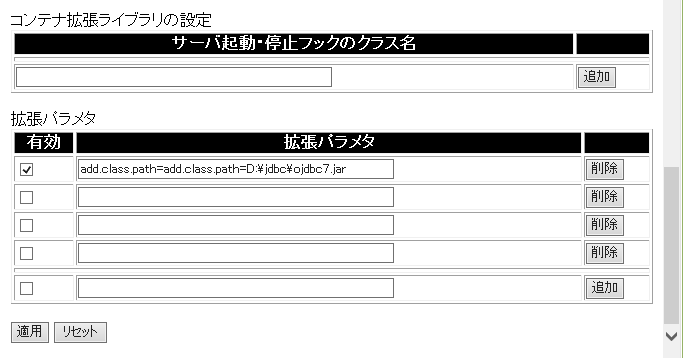 コンテナ拡張ライブラリの設定
サーバ起動・停止フックのクラス名
追加
拡張パラメタ
有効 拡張パラメタ
add.class.path=add.class.path=D:¥jdbc¥ojdbc7.jar 削除
削除
削除
削除
追加
適用 リセット